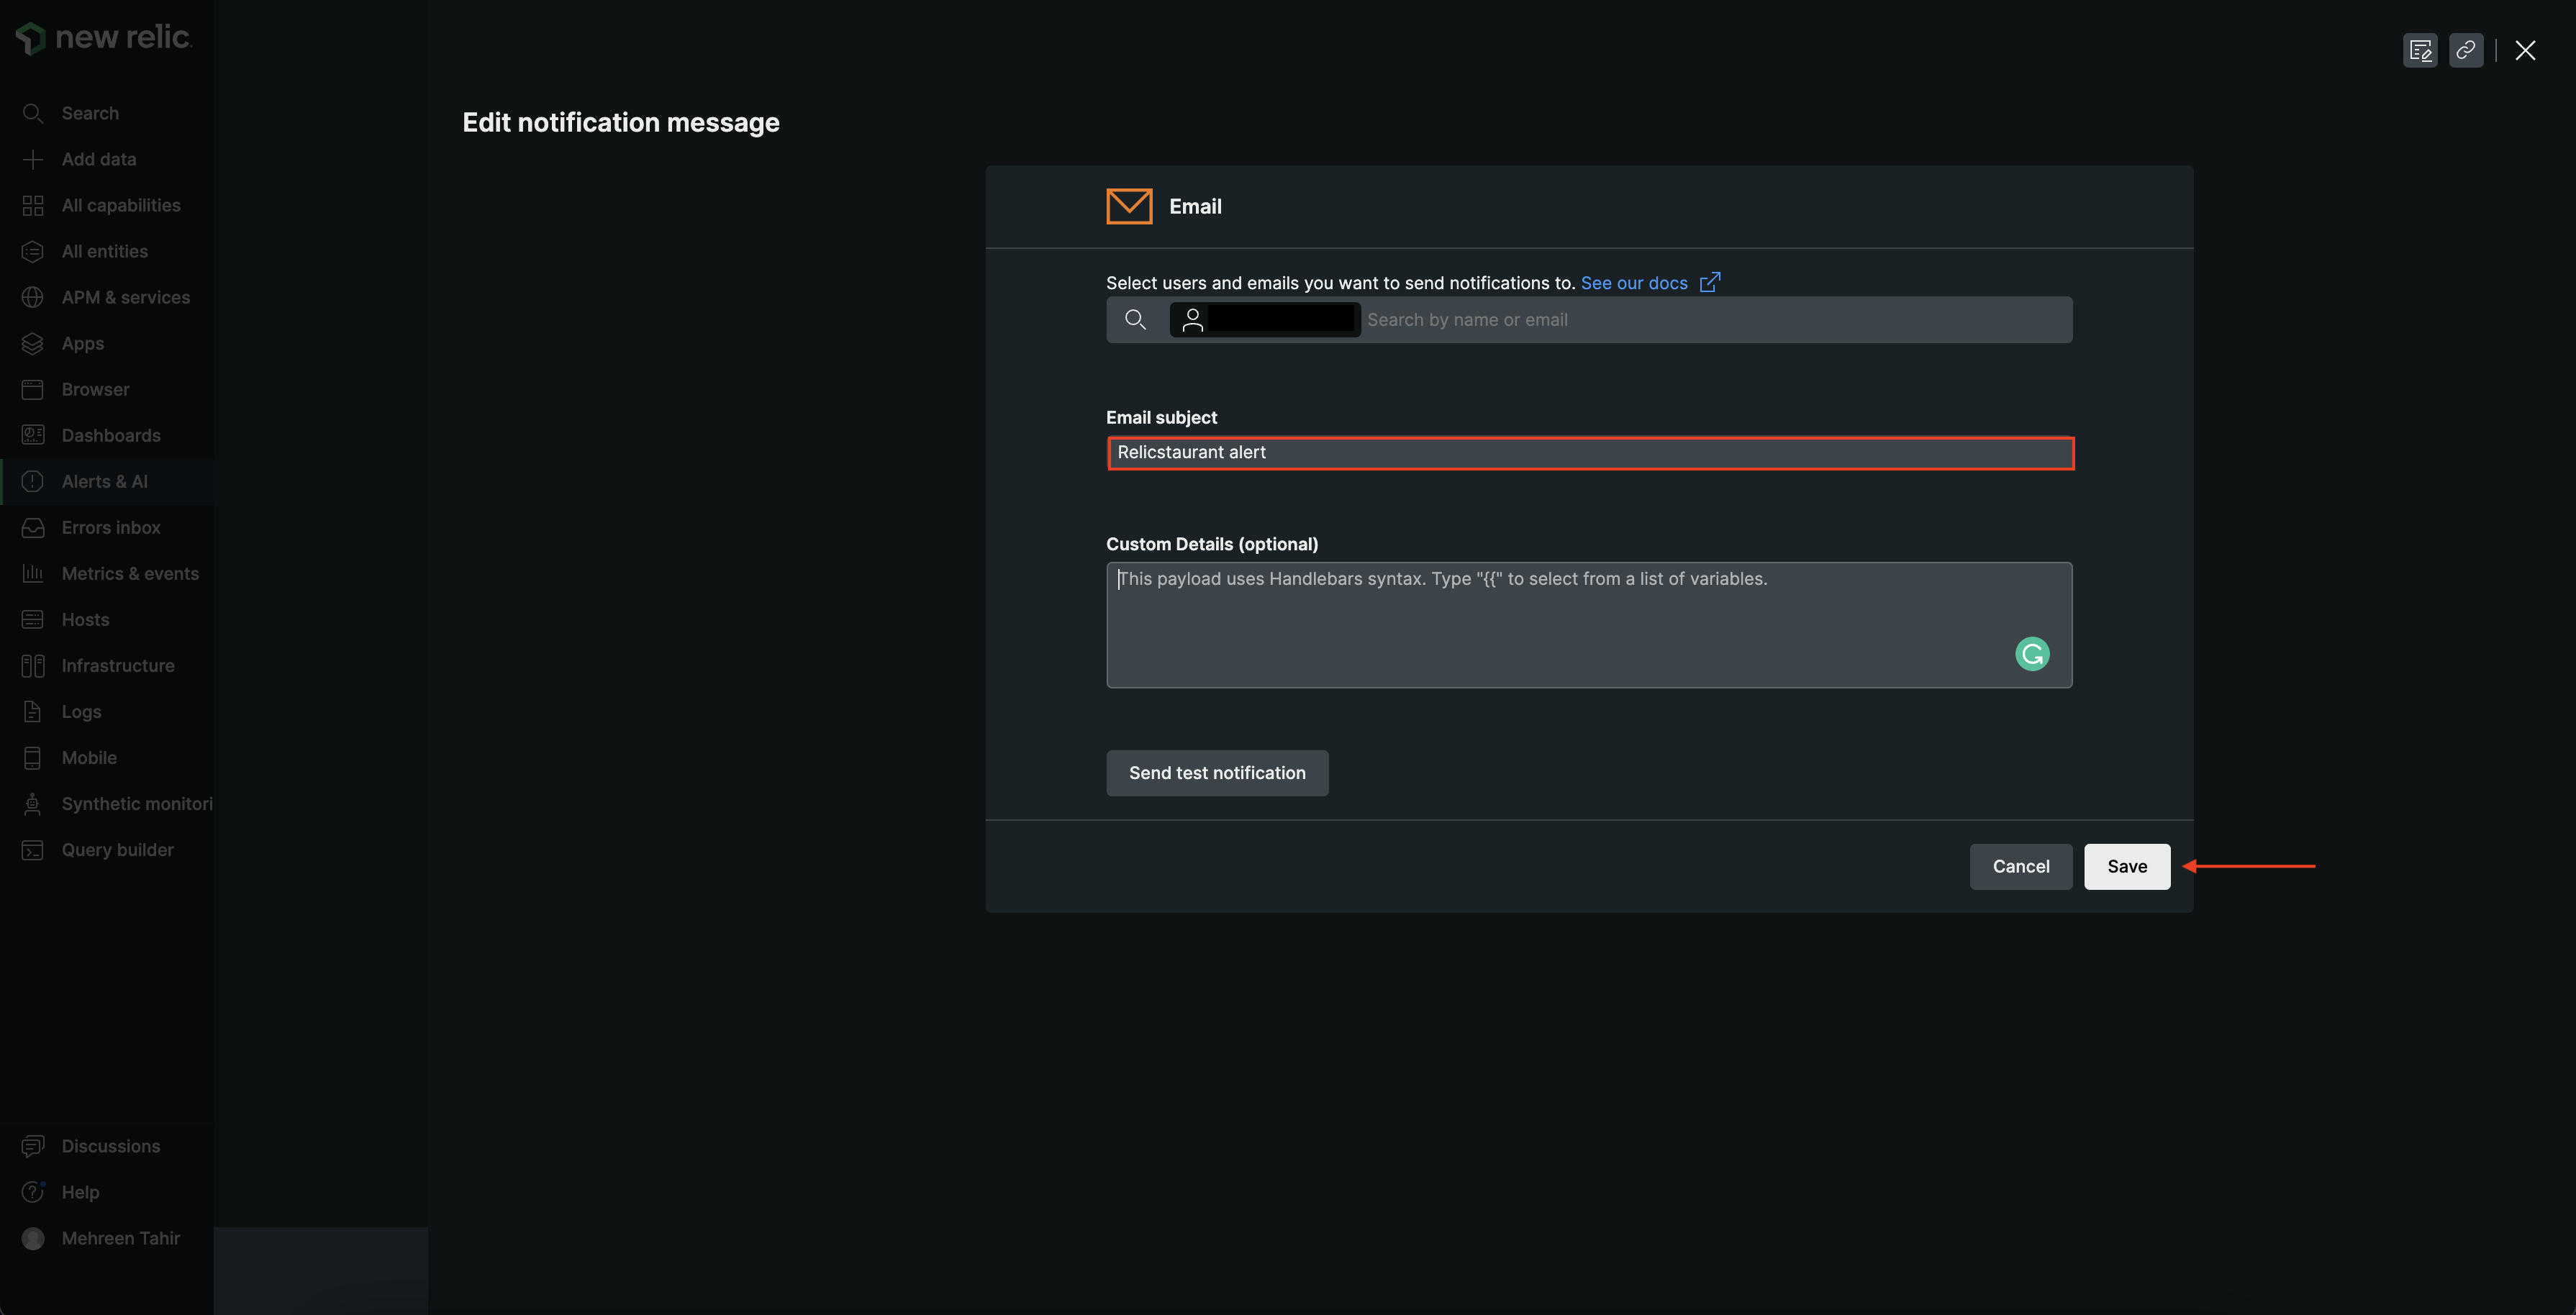 new relic.
Search
Add data
All capabilities
All entities
APM & services
Apps
Browser
Dashboards
Alerts & AI
Errors inbox
Metrics & events
Hosts
Infrastructure
Logs
Mobile
Synthetic monitori
Query builder
Discussions
Help
Mehreen Tahir
Edit notification message
Email
Select users and emails you want to send notifications to. See our docs
Search by name or email
Email subject
Relicstaurant alert
Custom Details (optional)
This payload uses Handlebars syntax. Type "{{" to select from a list of variables.
Send test notification
Cancel Save